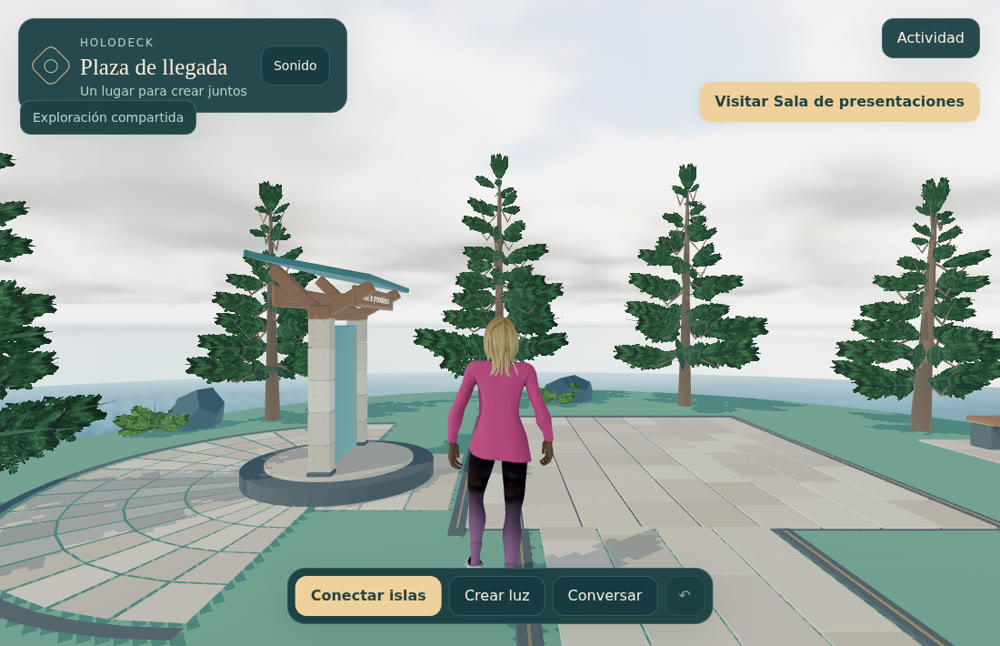 HOLODECK
Plaza de llegada
Un lugar para crear juntos
Sonido
Exploración compartida
Actividad
Visitar Sala de presentaciones
Conectar islas
Crear luz
Conversar